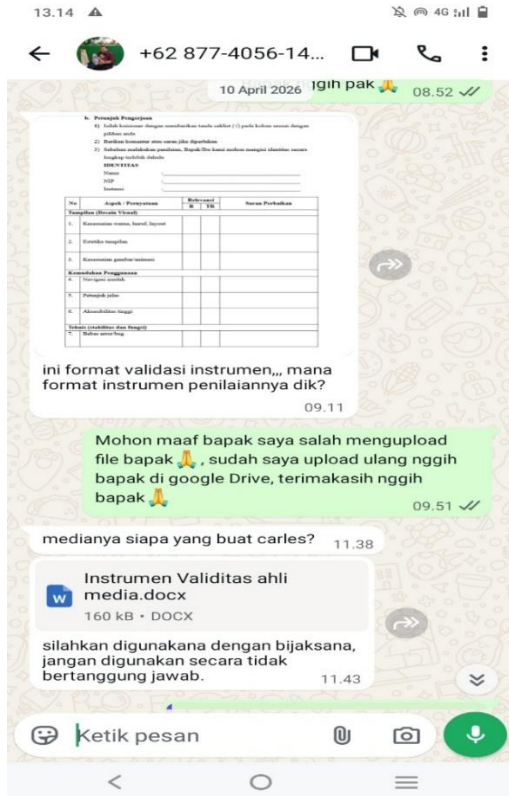 13.14
4G
+62 877-4056-14...
10 April 2026
nggih pak 🙏 08.52
b. Petunjuk Pengerjaan
1) Isilah komentar dengan memberikan tanda ceklist (√) pada kolom sesuai dengan
pilihan anda
2) Berikan komentar atau saran jika diperlukan
3) Sebelum melakukan penilaian, Bapak/Ibu kami mohon mengisi identitas secara
lengkap terlebih dahulu
IDENTITAS
Nama :
NIP :
Instansi :
No Aspek / Pernyataan Relevansi Saran Perbaikan
R TR
Tampilan (Desain Visual)
1. Kesesuaian warna, huruf, layout
2. Estetika tampilan
3. Kesesuaian gambar/animasi
Kemudahan Penggunaan
4. Navigasi mudah
5. Petunjuk jelas
6. Aksesibilitas tinggi
Teknis (stabilitas dan fungsi)
7. Bebas error/bug
ini format validasi instrumen,,, mana
format instrumen penilaiannya dik?
09.11
Mohon maaf bapak saya salah mengupload
file bapak 🙏 , sudah saya upload ulang nggih
bapak di google Drive, terimakasih nggih
bapak 🙏
09.51
medianya siapa yang buat carles? 11.38
W
Instrumen Validitas ahli
media.docx
160 kB • DOCX
silahkan digunakana dengan bijaksana,
jangan digunakan secara tidak
bertanggung jawab.
11.43
Ketik pesan